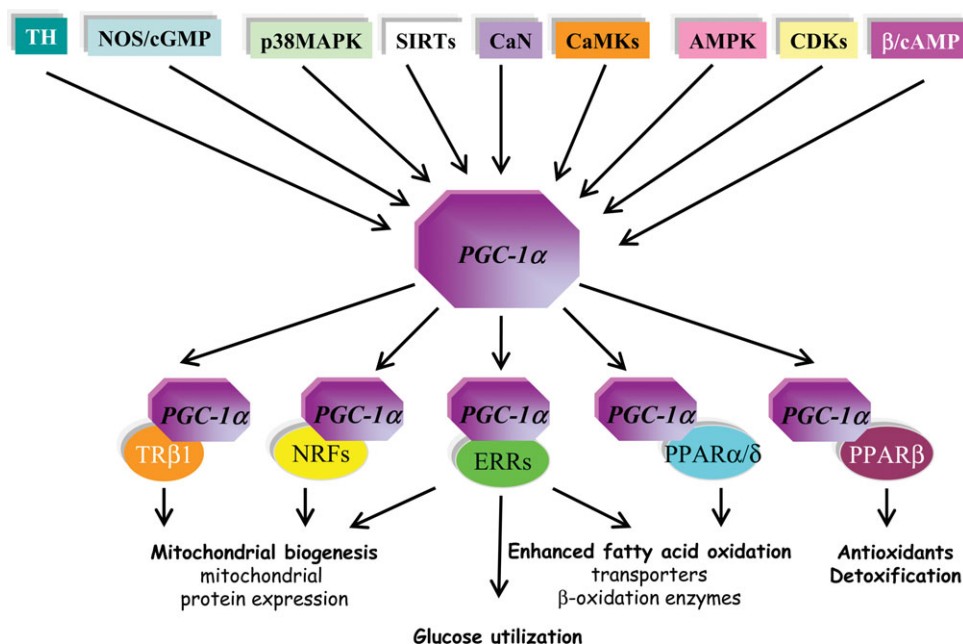 TH
NOS/cGMP
p38MAPK
SIRTs
CaN
CaMKs
AMPK
CDKs
β/cAMP
PGC-1α
PGC-1α
PGC-1α
PGC-1α
PGC-1α
PGC-1α
TRβ1
NRFs
ERRs
PPARα/δ
PPARβ
Mitochondrial biogenesis
mitochondrial
protein expression
Enhanced fatty acid oxidation
transporters
β-oxidation enzymes
Antioxidants
Detoxification
Glucose utilization